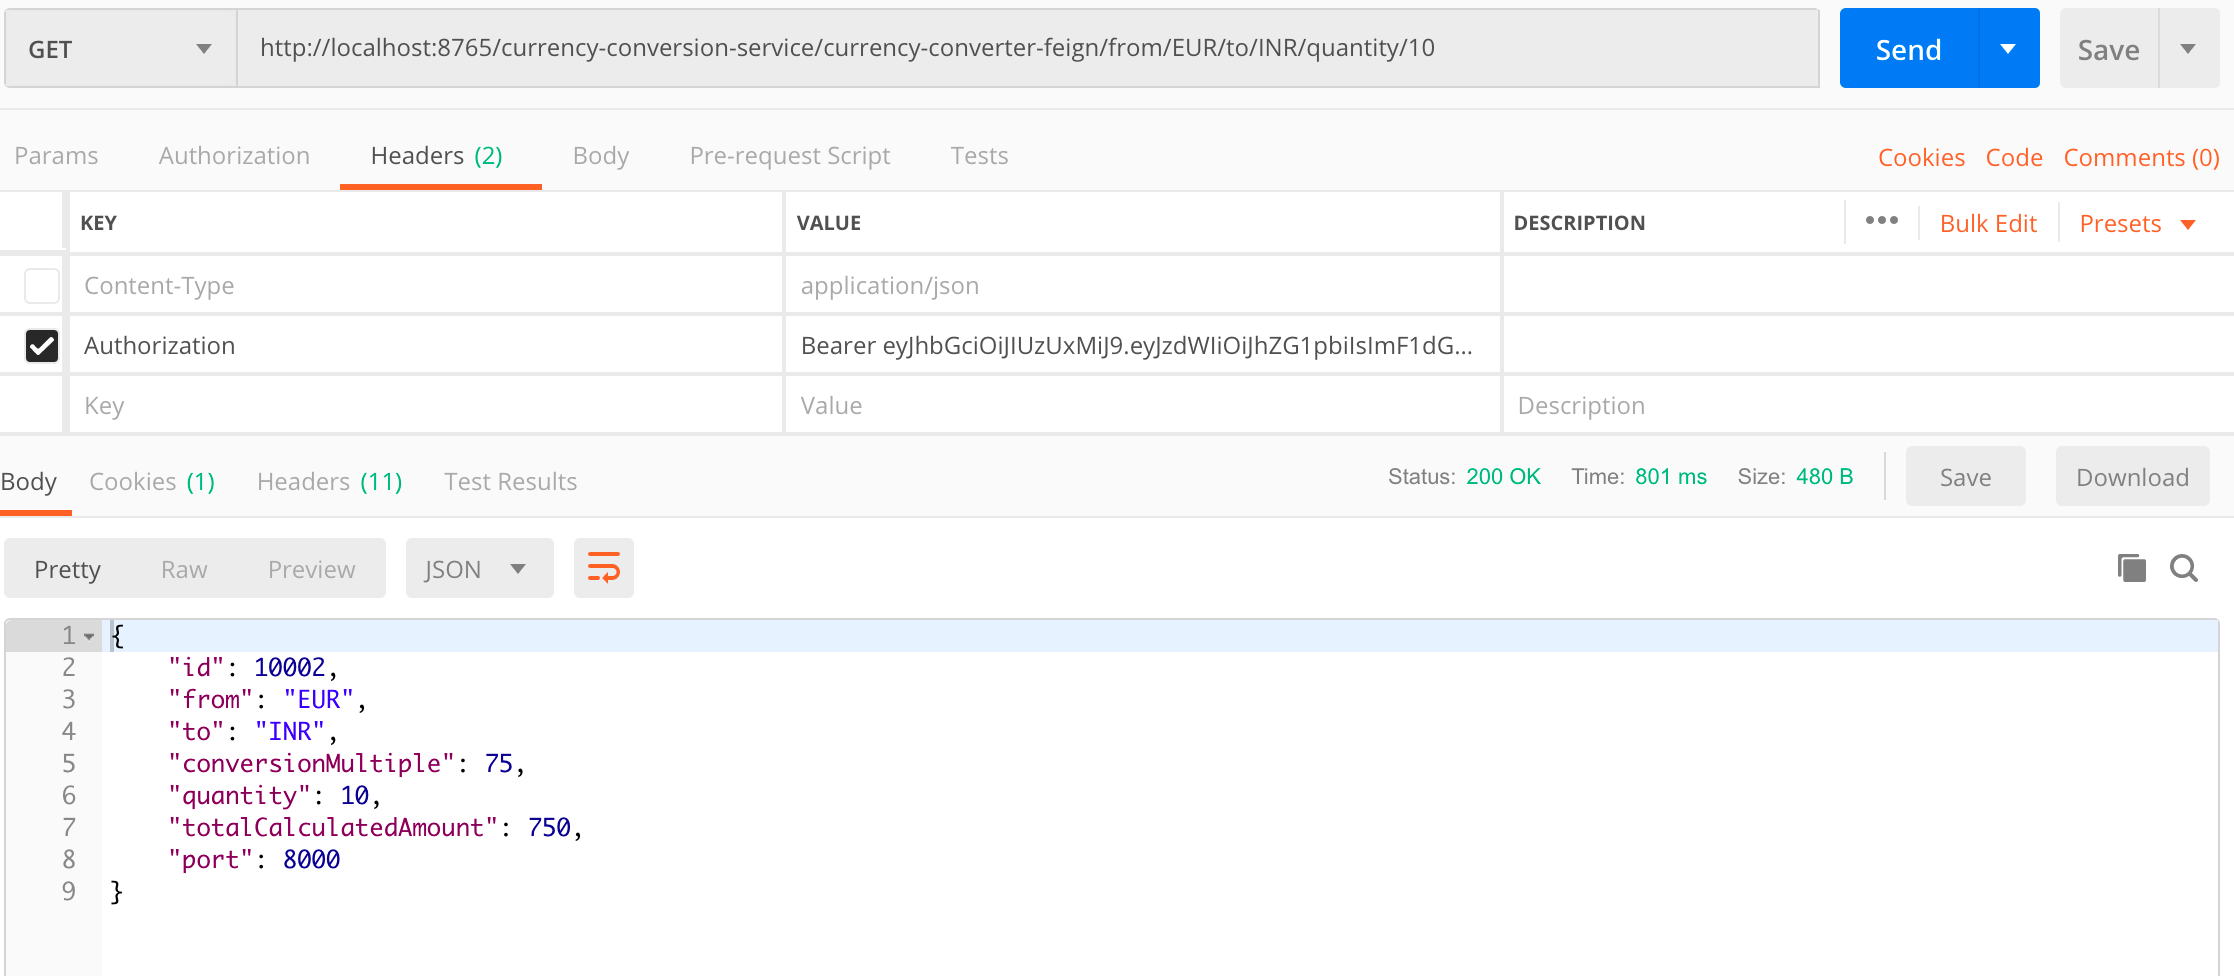 GET http://localhost:8765/currency-conversion-service/currency-converter-feign/from/EUR/to/INR/quantity/10 Send Save
Params Authorization Headers (2) Body Pre-request Script Tests Cookies Code Comments (0)
KEY VALUE DESCRIPTION ••• Bulk Edit Presets
Content-Type application/json
Authorization Bearer eyJhbGciOiJIUzUxMiJ9.eyJzdWIiOiJhZG1pbiIsImF1dG...
Key Value Description
Body Cookies (1) Headers (11) Test Results Status: 200 OK Time: 801 ms Size: 480 B Save Download
Pretty Raw Preview JSON
1 {
2 "id": 10002,
3 "from": "EUR",
4 "to": "INR",
5 "conversionMultiple": 75,
6 "quantity": 10,
7 "totalCalculatedAmount": 750,
8 "port": 8000
9 }